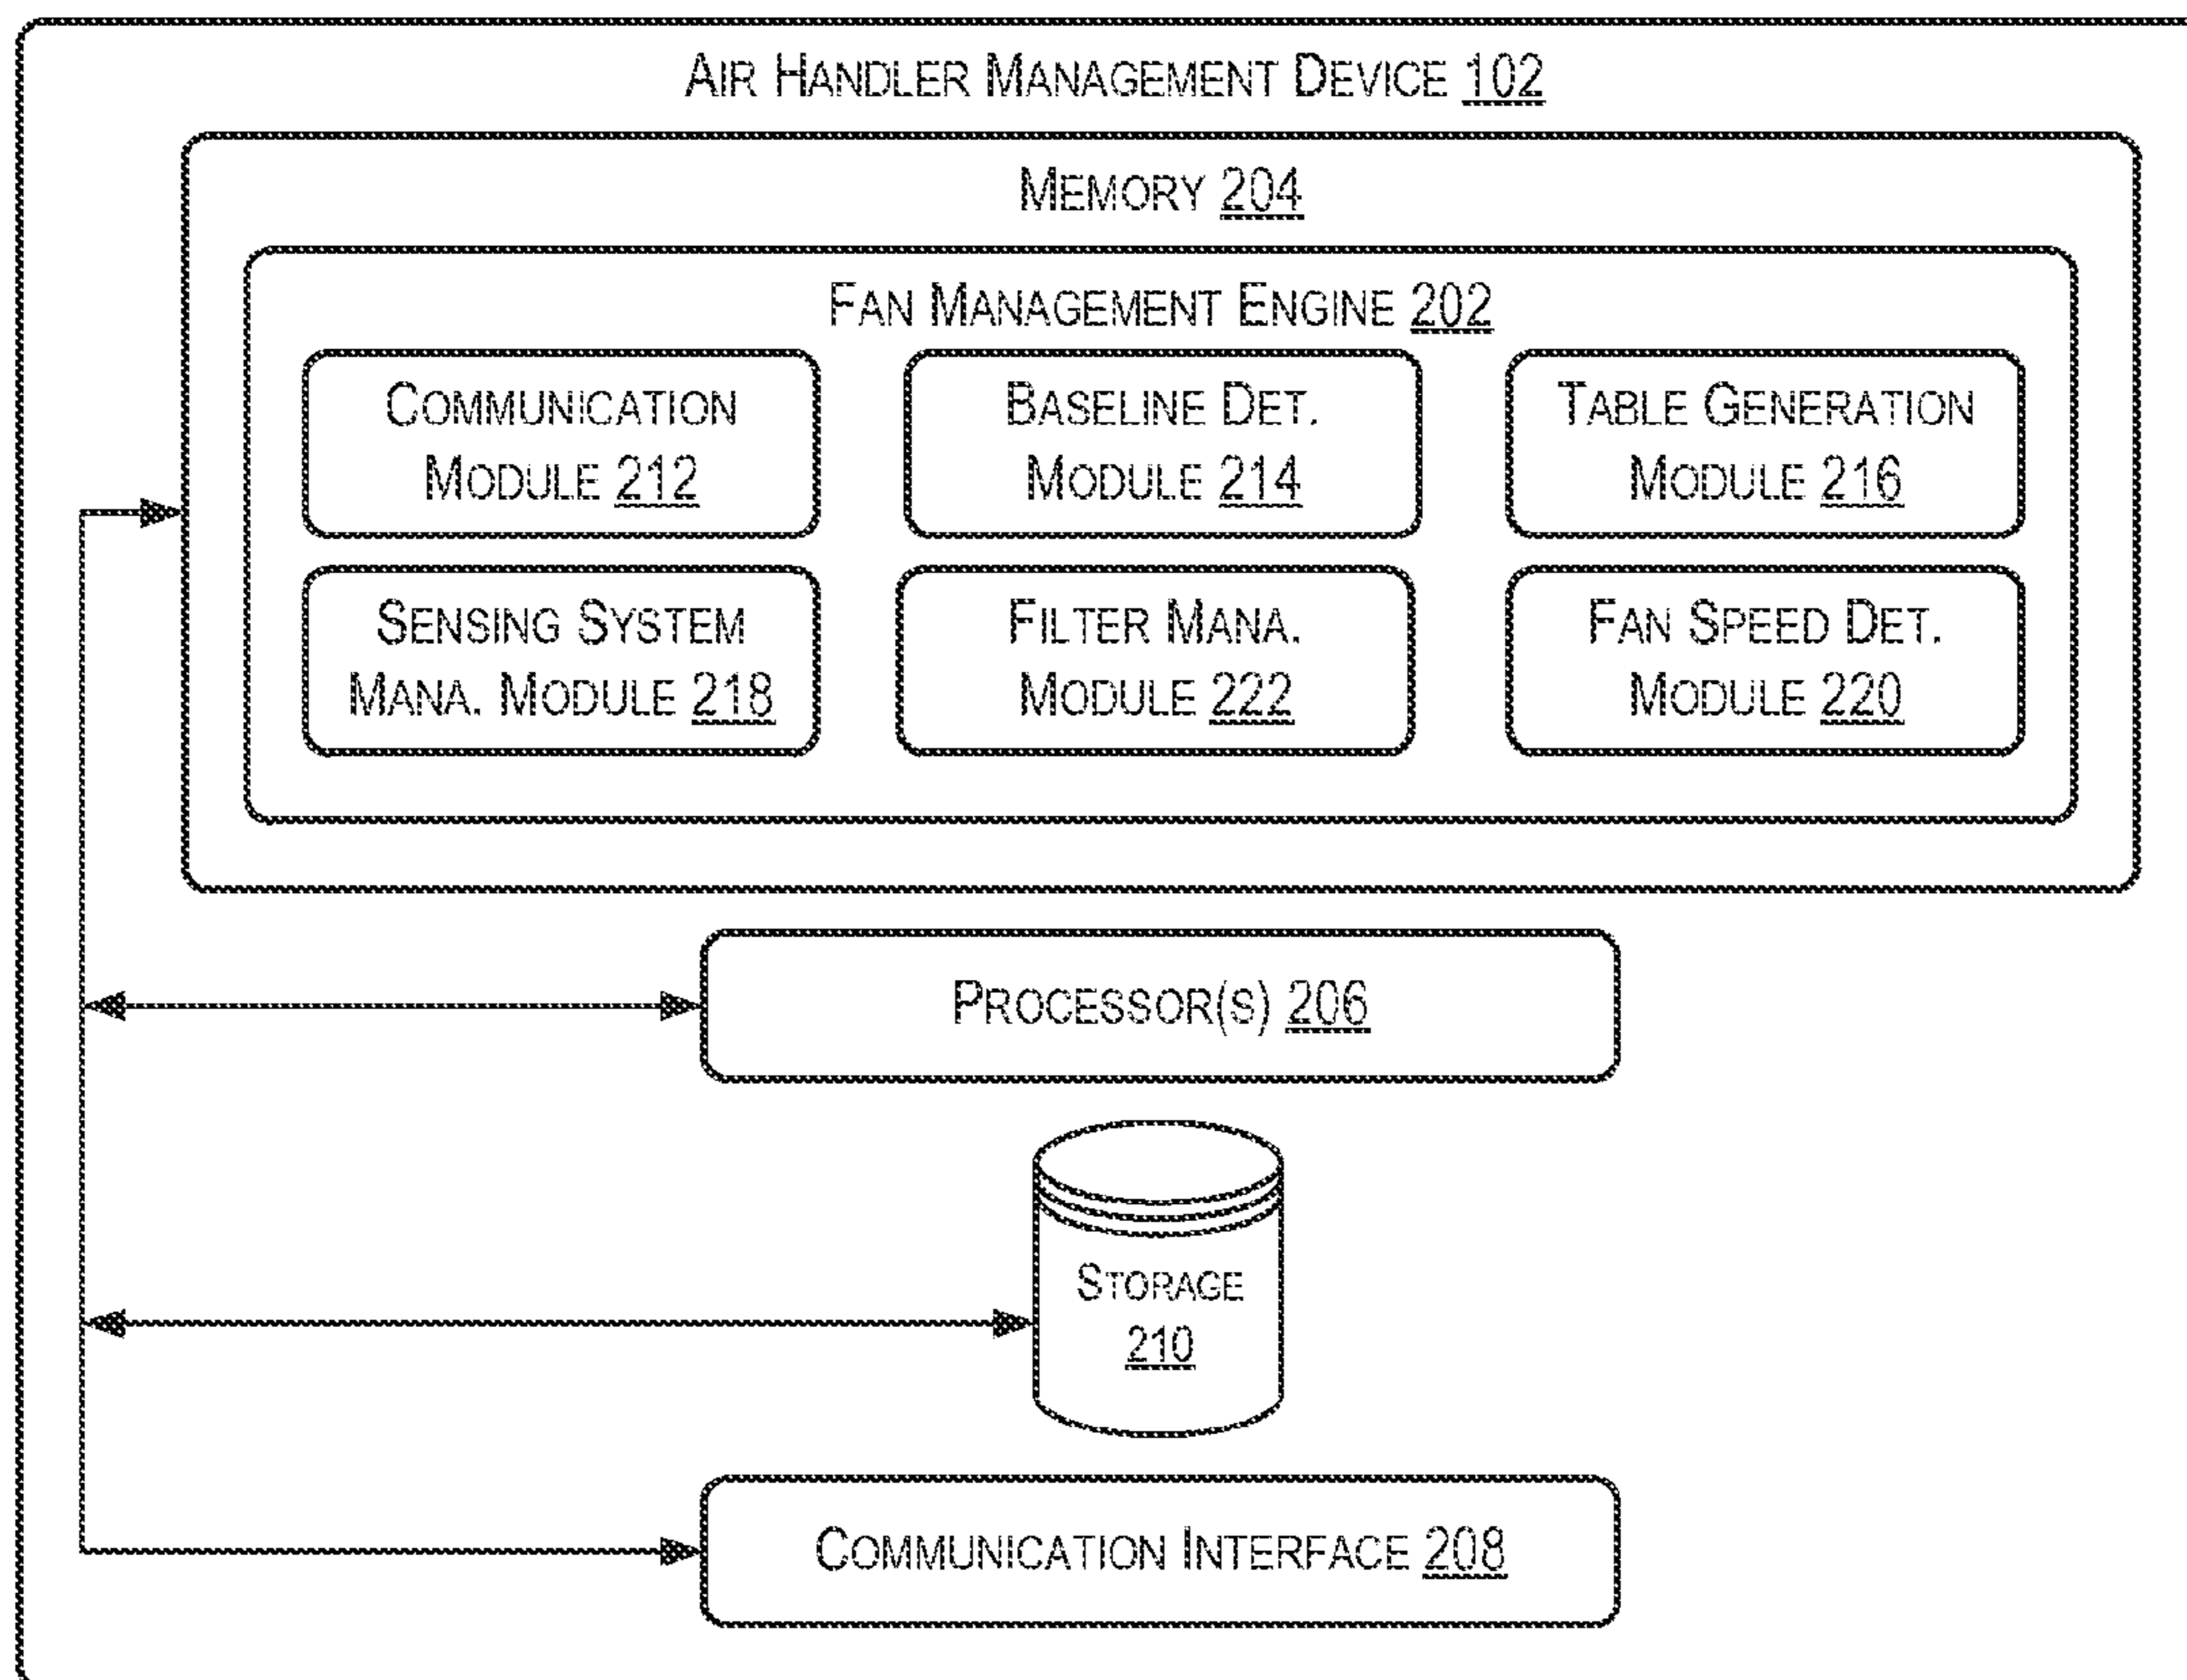 AIR HANDLER MANAGEMENT DEVICE 102
MEMORY 204
FAN MANAGEMENT ENGINE 202
COMMUNICATION
MODULE 212
BASELINE DET.
MODULE 214
TABLE GENERATION
MODULE 216
SENSING SYSTEM
MANA. MODULE 218
FILTER MANA.
MODULE 222
FAN SPEED DET.
MODULE 220
PROCESSOR(S) 206
STORAGE
210
COMMUNICATION INTERFACE 208